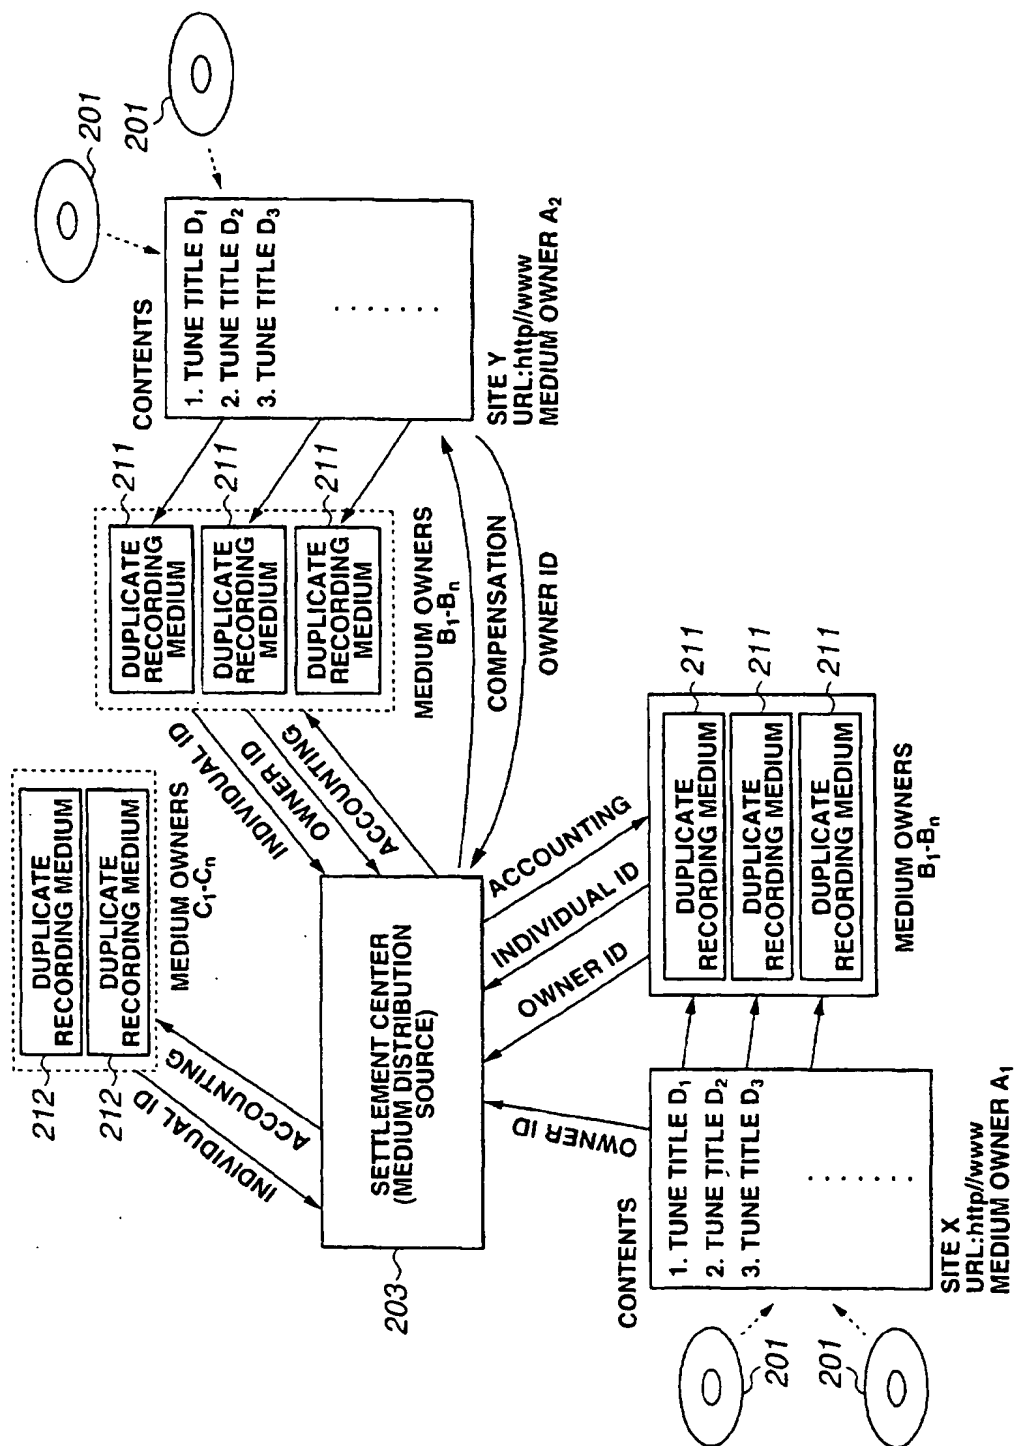 212
DUPLICATE
RECORDING MEDIUM
212
DUPLICATE
RECORDING MEDIUM
MEDIUM OWNERS
C1-Cn
INDIVIDUAL ID
ACCOUNTING
201
201
CONTENTS
1. TUNE TITLE D1
2. TUNE TITLE D2
3. TUNE TITLE D3
.......
SITE Y
URL:http//www
MEDIUM OWNER A2
211
DUPLICATE
RECORDING
MEDIUM
211
DUPLICATE
RECORDING
MEDIUM
211
DUPLICATE
RECORDING
MEDIUM
MEDIUM OWNERS
B1-Bn
INDIVIDUAL ID
OWNER ID
ACCOUNTING
203
SETTLEMENT CENTER
(MEDIUM DISTRIBUTION
SOURCE)
COMPENSATION
OWNER ID
OWNER ID
OWNER ID
INDIVIDUAL ID
ACCOUNTING
201
201
CONTENTS
1. TUNE TITLE D1
2. TUNE TITLE D2
3. TUNE TITLE D3
.......
SITE X
URL:http//www
MEDIUM OWNER A1
211
DUPLICATE
RECORDING MEDIUM
211
DUPLICATE
RECORDING MEDIUM
211
DUPLICATE
RECORDING MEDIUM
MEDIUM OWNERS
B1-Bn